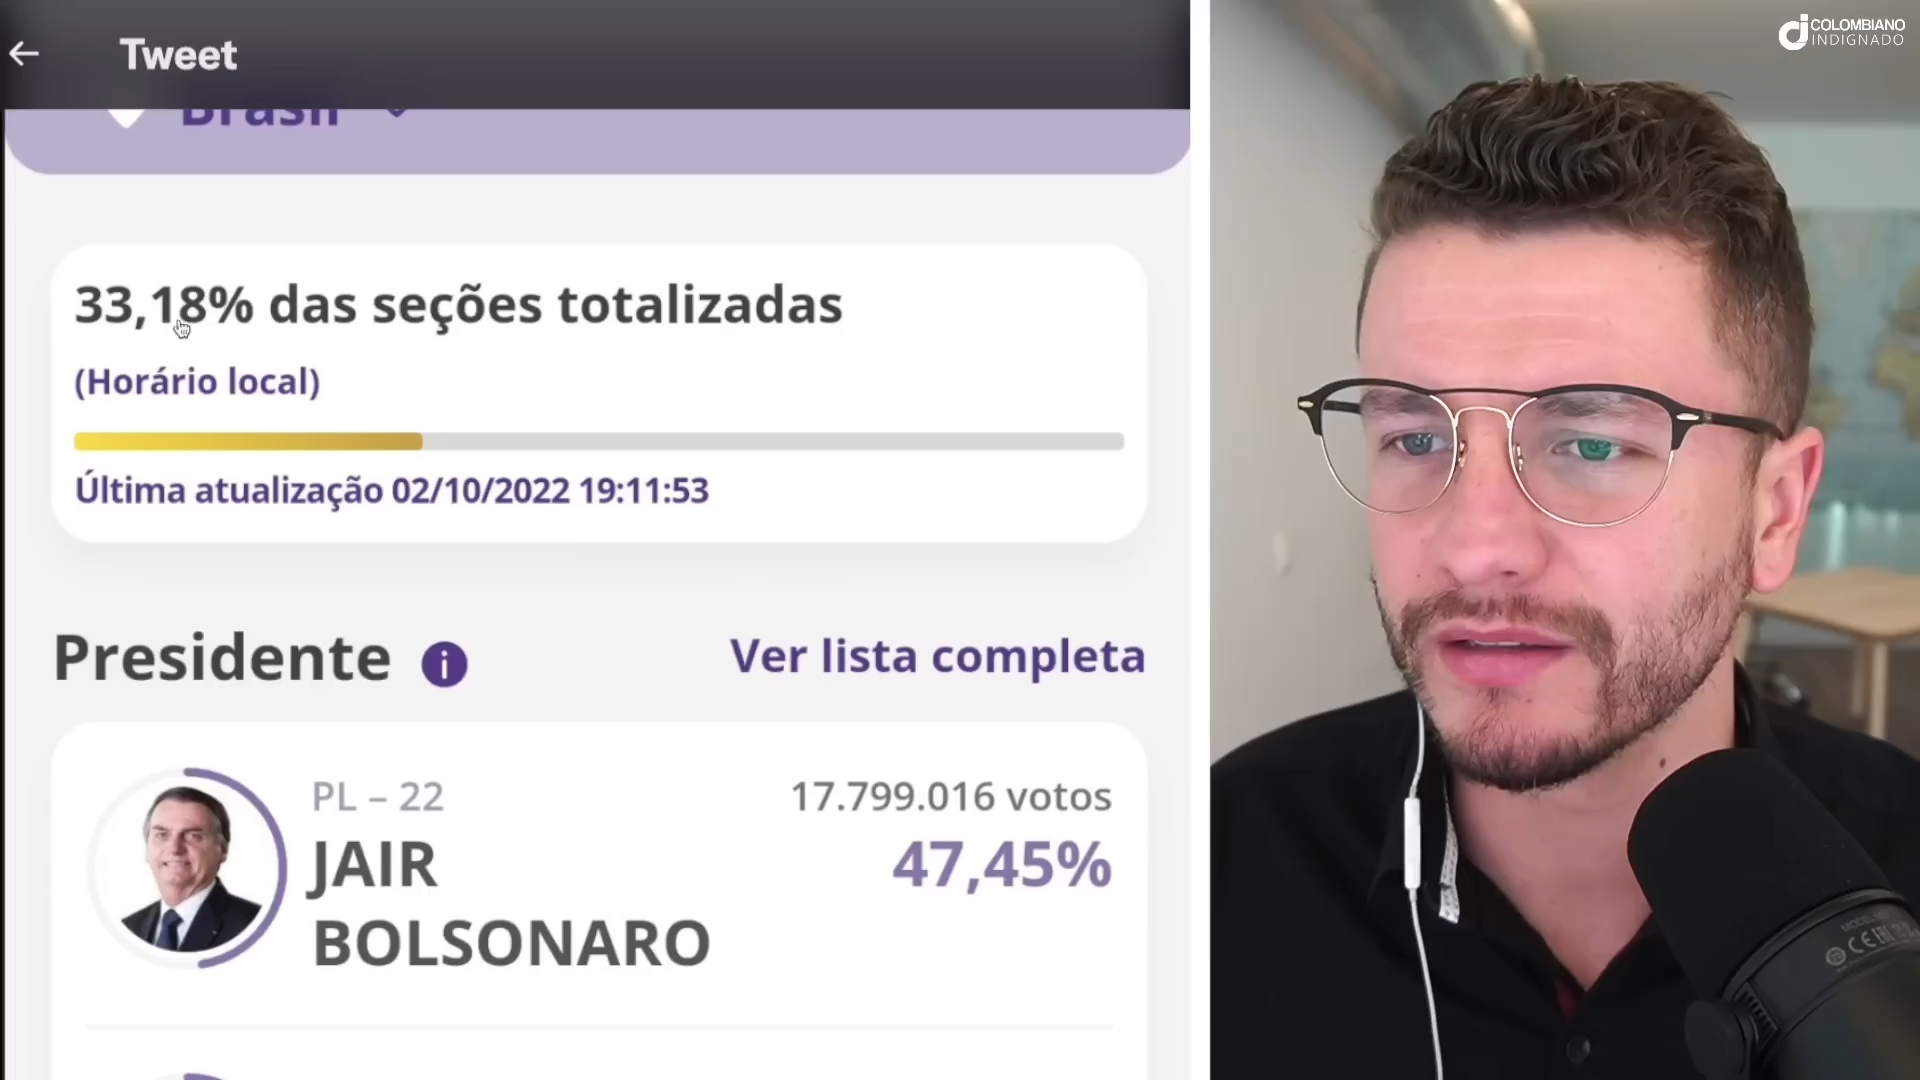 Tweet
Brasil
33,18% das seções totalizadas
(Horário local)
Última atualização 02/10/2022 19:11:53
Presidente
Ver lista completa
PL – 22
17.799.016 votos
JAIR
47,45%
BOLSONARO
COLOMBIANO
INDIGNADO